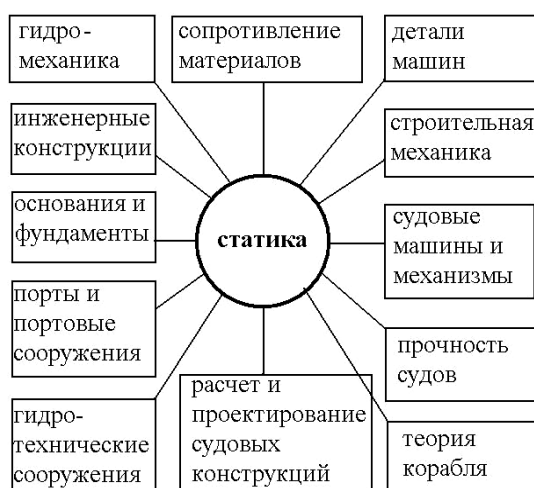 гидро-
механика
сопротивление
материалов
детали
машин
инженерные
конструкции
строительная
механика
основания и
фундаменты
статика
судовые
машины и
механизмы
порты и
портовые
сооружения
прочность
судов
гидро-
технические
сооружения
расчет и
проектирование
судовых
конструкций
теория
корабля